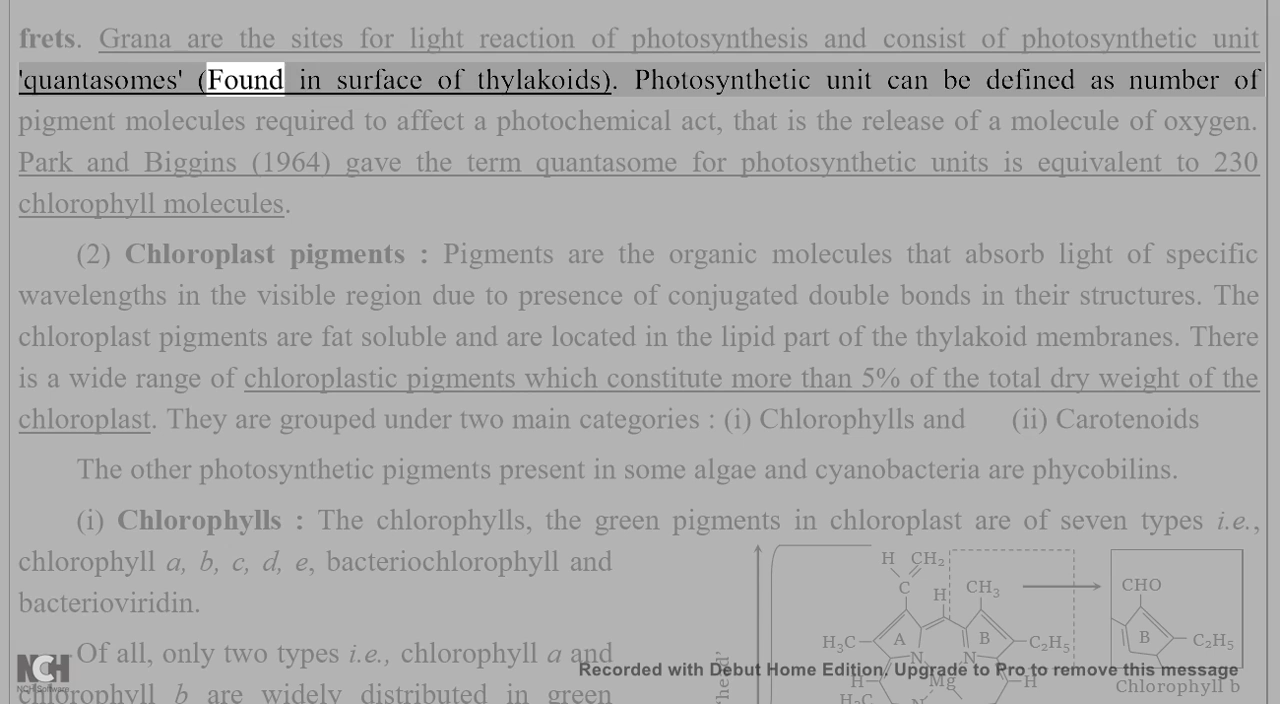 frets. Grana are the sites for light reaction of photosynthesis and consist of photosynthetic unit
'quantasomes' (Found in surface of thylakoids). Photosynthetic unit can be defined as number of
pigment molecules required to affect a photochemical act, that is the release of a molecule of oxygen.
Park and Biggins (1964) gave the term quantasome for photosynthetic units is equivalent to 230
chlorophyll molecules.
(2) Chloroplast pigments : Pigments are the organic molecules that absorb light of specific
wavelengths in the visible region due to presence of conjugated double bonds in their structures. The
chloroplast pigments are fat soluble and are located in the lipid part of the thylakoid membranes. There
is a wide range of chloroplastic pigments which constitute more than 5% of the total dry weight of the
chloroplast. They are grouped under two main categories : (i) Chlorophylls and (ii) Carotenoids
The other photosynthetic pigments present in some algae and cyanobacteria are phycobilins.
(i) Chlorophylls : The chlorophylls, the green pigments in chloroplast are of seven types i.e.,
chlorophyll a, b, c, d, e, bacteriochlorophyll and
bacterioviridin.
Of all, only two types i.e., chlorophyll a and
chlorophyll b are widely distributed in green
H CH2
C
H
CH3
CHO
H3C
A
B
C2H5
B
C2H5
N
N
H
Mg
H
H3C
N
Chlorophyll b
NCH
NCH Software
Recorded with Debut Home Edition. Upgrade to Pro to remove this message